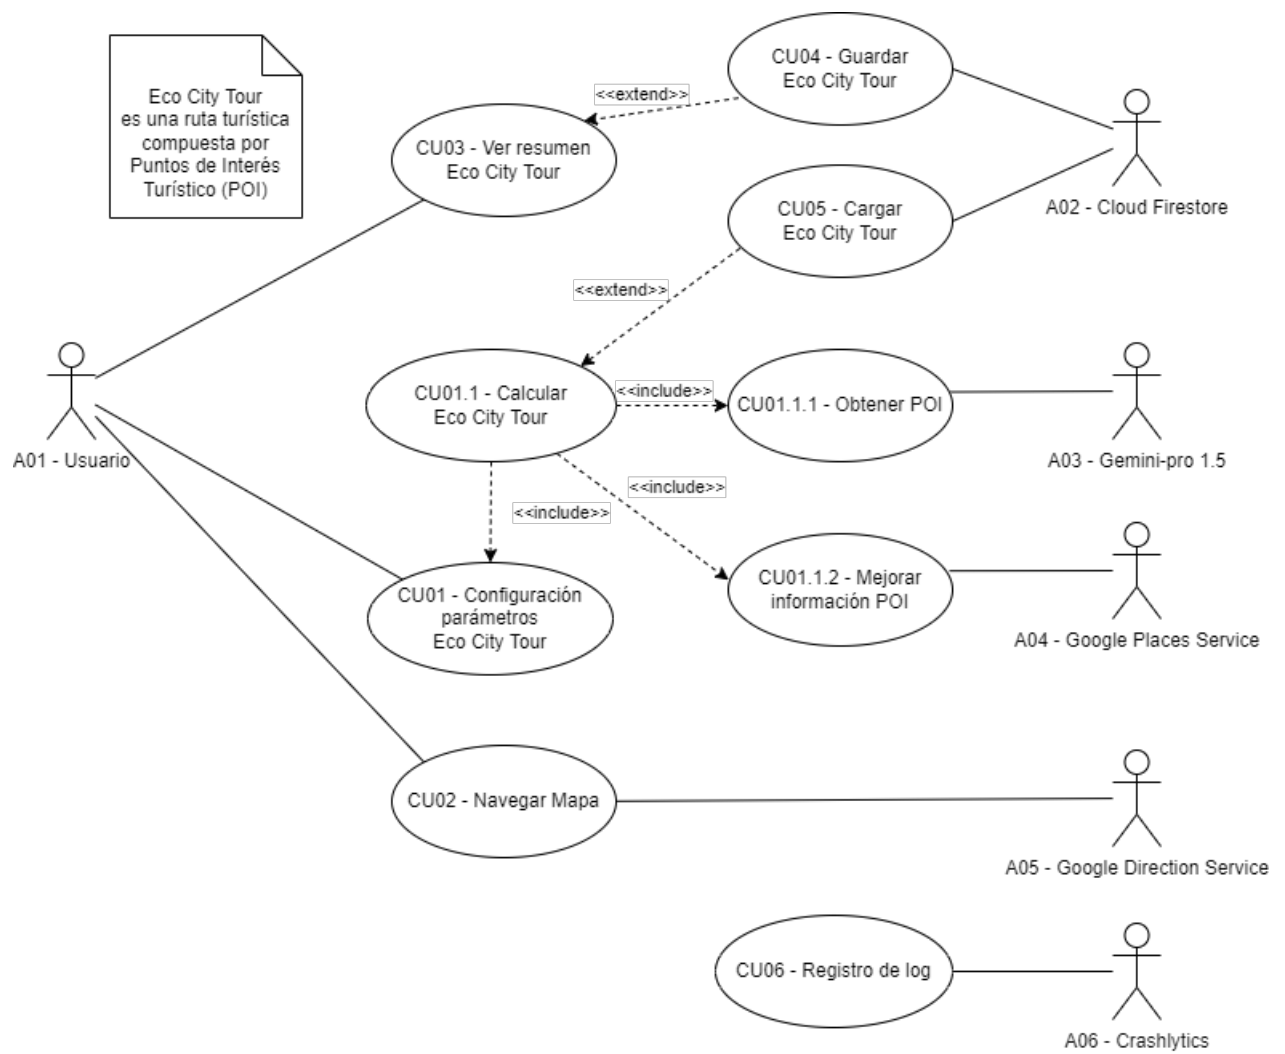 Eco City Tour
es una ruta turística
compuesta por
Puntos de Interés
Turístico (POI)
CU04 - Guardar
Eco City Tour
<<extend>>
CU03 - Ver resumen
Eco City Tour
CU05 - Cargar
Eco City Tour
A02 - Cloud Firestore
<<extend>>
CU01.1 - Calcular
Eco City Tour
<<include>>
CU01.1.1 - Obtener POI
A01 - Usuario
A03 - Gemini-pro 1.5
<<include>>
<<include>>
CU01 - Configuración
parámetros
Eco City Tour
CU01.1.2 - Mejorar
información POI
A04 - Google Places Service
CU02 - Navegar Mapa
A05 - Google Direction Service
CU06 - Registro de log
A06 - Crashlytics